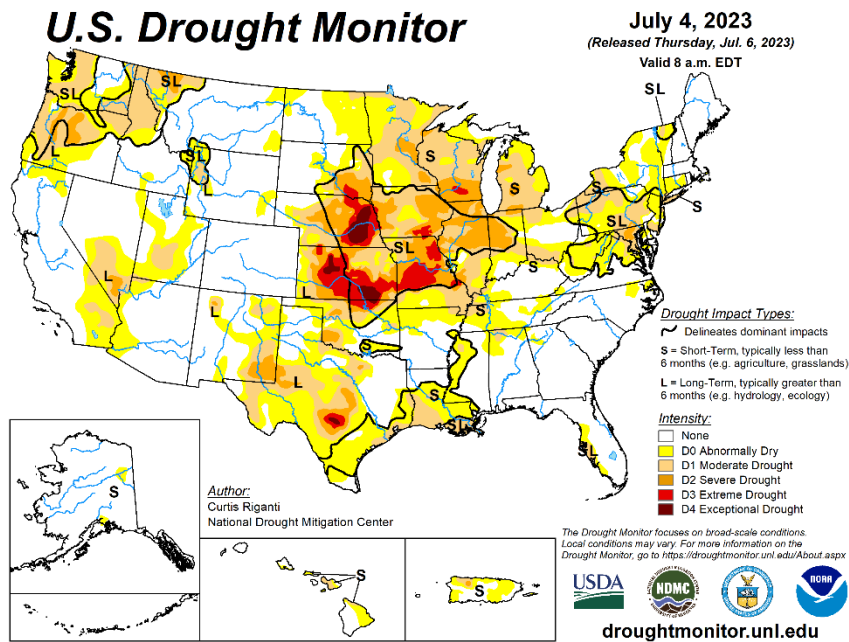 U.S. Drought Monitor
July 4, 2023
(Released Thursday, Jul. 6, 2023)
Valid 8 a.m. EDT
SL
SL
SL
L
SL
L
S
S
S
SL
S
SL
S
S
L
L
L
S
L
S
S
SL
SL
Drought Impact Types:
Delineates dominant impacts
S = Short-Term, typically less than
6 months (e.g. agriculture, grasslands)
L = Long-Term, typically greater than
6 months (e.g. hydrology, ecology)
Intensity:
None
D0 Abnormally Dry
D1 Moderate Drought
D2 Severe Drought
D3 Extreme Drought
D4 Exceptional Drought
S
Author:
Curtis Riganti
National Drought Mitigation Center
S
S
The Drought Monitor focuses on broad-scale conditions.
Local conditions may vary. For more information on the
Drought Monitor, go to https://droughtmonitor.unl.edu/About.aspx
USDA
NDMC
NOAA
droughtmonitor.unl.edu